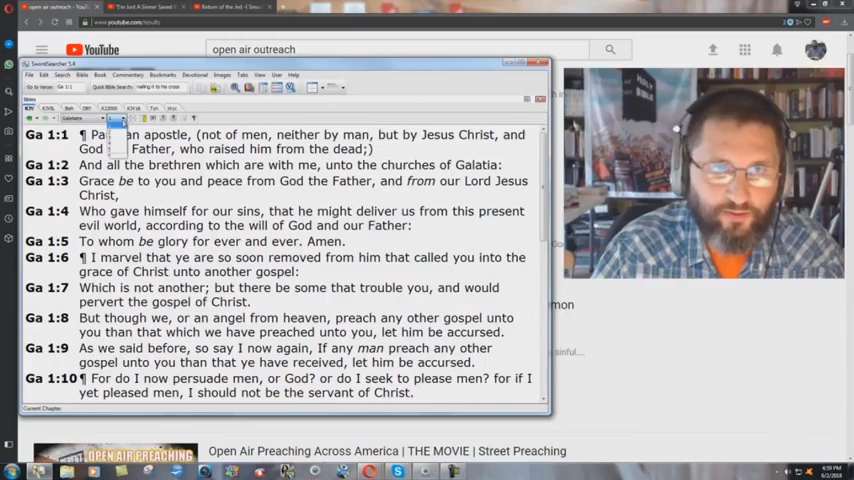 open air outreach - YouTube
"I'm Just A Sinner Saved
Return of the Jed
www.youtube.com/results
YouTube
open air outreach
SwordSearcher 5.4
File Edit Search Bible Book Commentary Bookmarks Devotional Images Tabs View User Help
Go to Verse: Ga 1:1 Quick Bible Search: nailing it to his cross
Bibles
KJV KJVSL Bish DBY KJ2000 Tyn Wyc
Galatians
Ga 1:1 ¶ Pa an apostle, (not of men, neither by man, but by Jesus Christ, and
God Father, who raised him from the dead;)
Ga 1:2 And all the brethren which are with me, unto the churches of Galatia:
Ga 1:3 Grace be to you and peace from God the Father, and from our Lord Jesus
Christ,
Ga 1:4 Who gave himself for our sins, that he might deliver us from this present
evil world, according to the will of God and our Father:
Ga 1:5 To whom be glory for ever and ever. Amen.
Ga 1:6 ¶ I marvel that ye are so soon removed from him that called you into the
grace of Christ unto another gospel:
Ga 1:7 Which is not another; but there be some that trouble you, and would
pervert the gospel of Christ.
Ga 1:8 But though we, or an angel from heaven, preach any other gospel unto
you than that which we have preached unto you, let him be accursed.
Ga 1:9 As we said before, so say I now again, If any man preach any other
gospel unto you than that ye have received, let him be accursed.
Ga 1:10 ¶ For do I now persuade men, or God? or do I seek to please men? for if I
yet pleased men, I should not be the servant of Christ.
Current Chapter
HOLY BIBLE
mon
sinful...
OPEN AIR PREACHING
Open Air Preaching Across America | THE MOVIE | Street Preaching
4:59 PM
6/2/2018